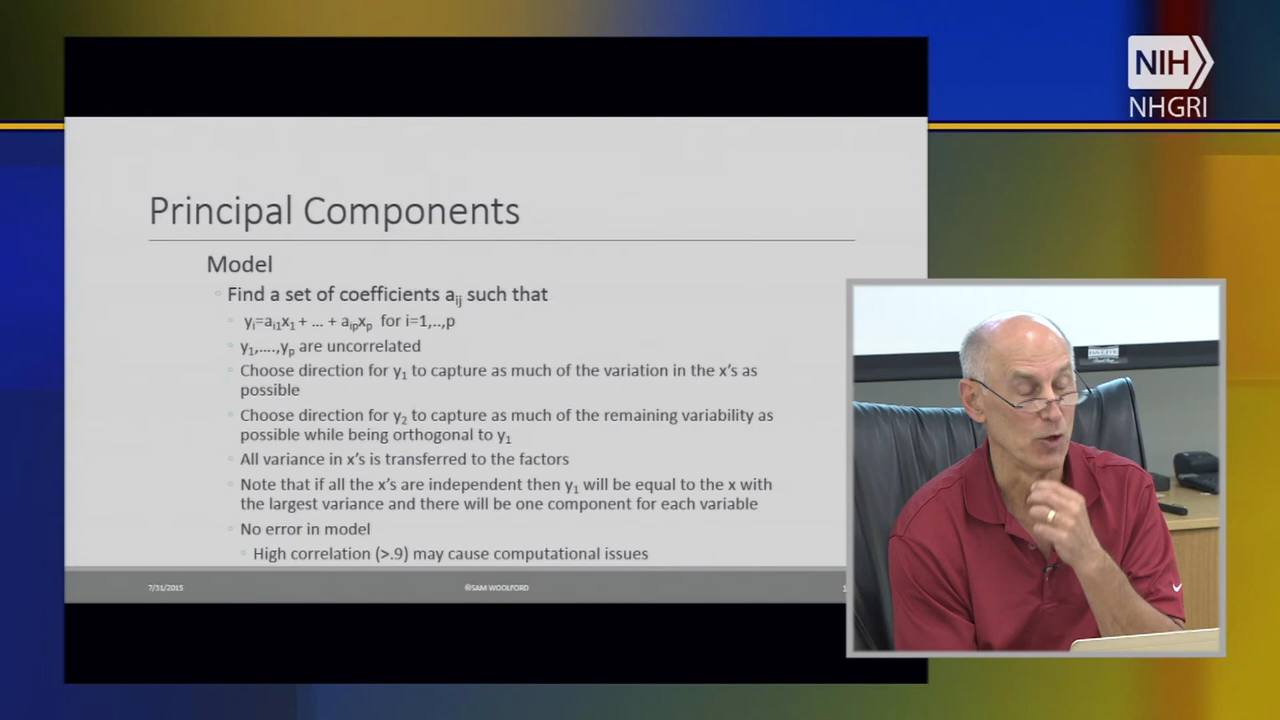 NIH
NHGRI
Principal Components
Model
Find a set of coefficients aij such that
yi=ai1x1 + ... + aipxp for i=1,..,p
y1,....,yp are uncorrelated
Choose direction for y1 to capture as much of the variation in the x's as
possible
Choose direction for y2 to capture as much of the remaining variability as
possible while being orthogonal to y1
All variance in x's is transferred to the factors
Note that if all the x's are independent then y1 will be equal to the x with
the largest variance and there will be one component for each variable
No error in model
High correlation (>.9) may cause computational issues
7/31/2015
@SAM WOOLFORD